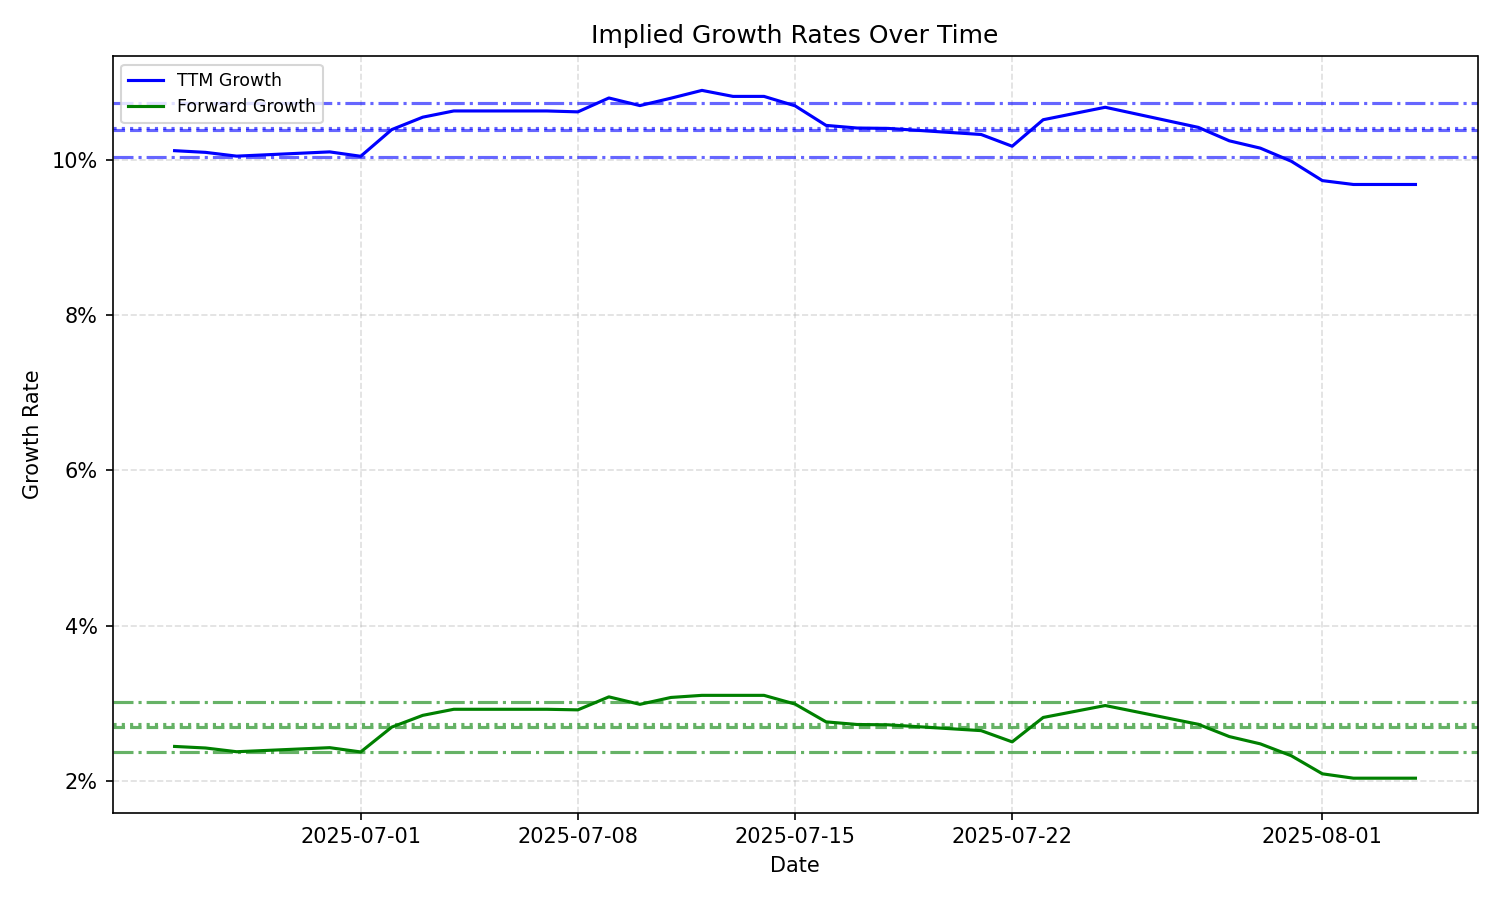 Implied Growth Rates Over Time
TTM Growth
Forward Growth
10%
8%
6%
4%
2%
Growth Rate
2025-07-01
2025-07-08
2025-07-15
2025-07-22
2025-08-01
Date